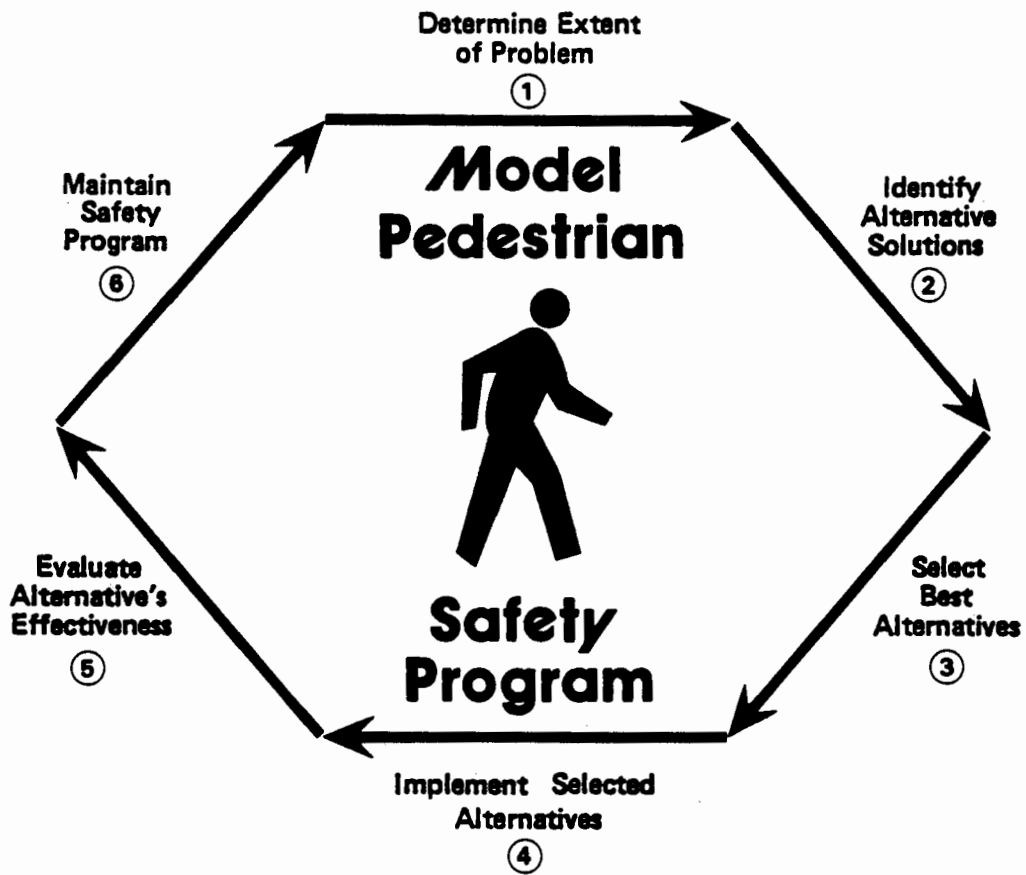 Determine Extent
of Problem
1
Model
Pedestrian
Maintain
Safety
Program
6
Identify
Alternative
Solutions
2
Evaluate
Alternative's
Effectiveness
5
Safety
Program
Select
Best
Alternatives
3
Implement Selected
Alternatives
4